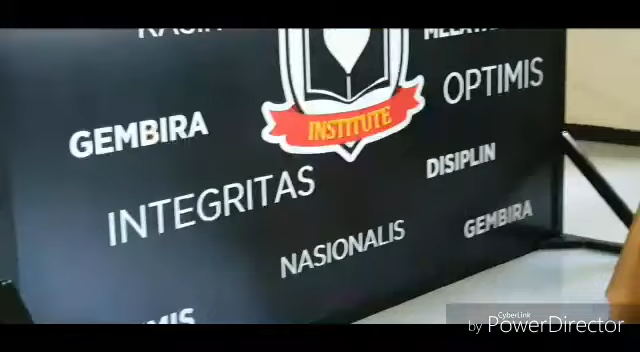 OPTIMIS
GEMBIRA
INSTITUTE
DISIPLIN
INTEGRITAS
GEMBIRA
NASIONALIS
CyberLink
by PowerDirector